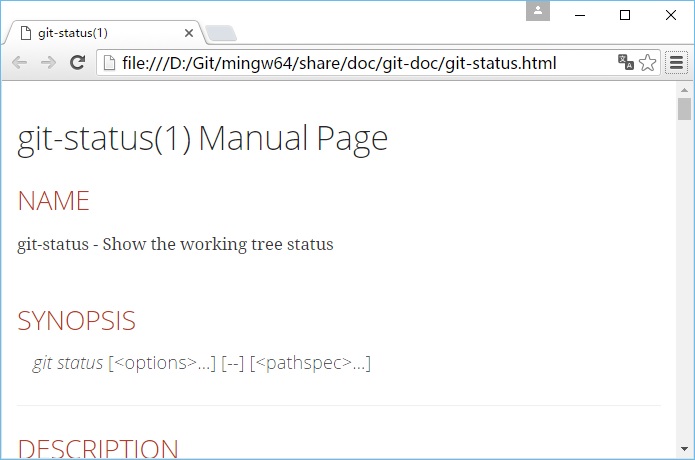 git-status(1)
file:///D:/Git/mingw64/share/doc/git-doc/git-status.html
git-status(1) Manual Page
NAME
git-status - Show the working tree status
SYNOPSIS
git status [<options>…] [--] [<pathspec>…]
DESCRIPTION